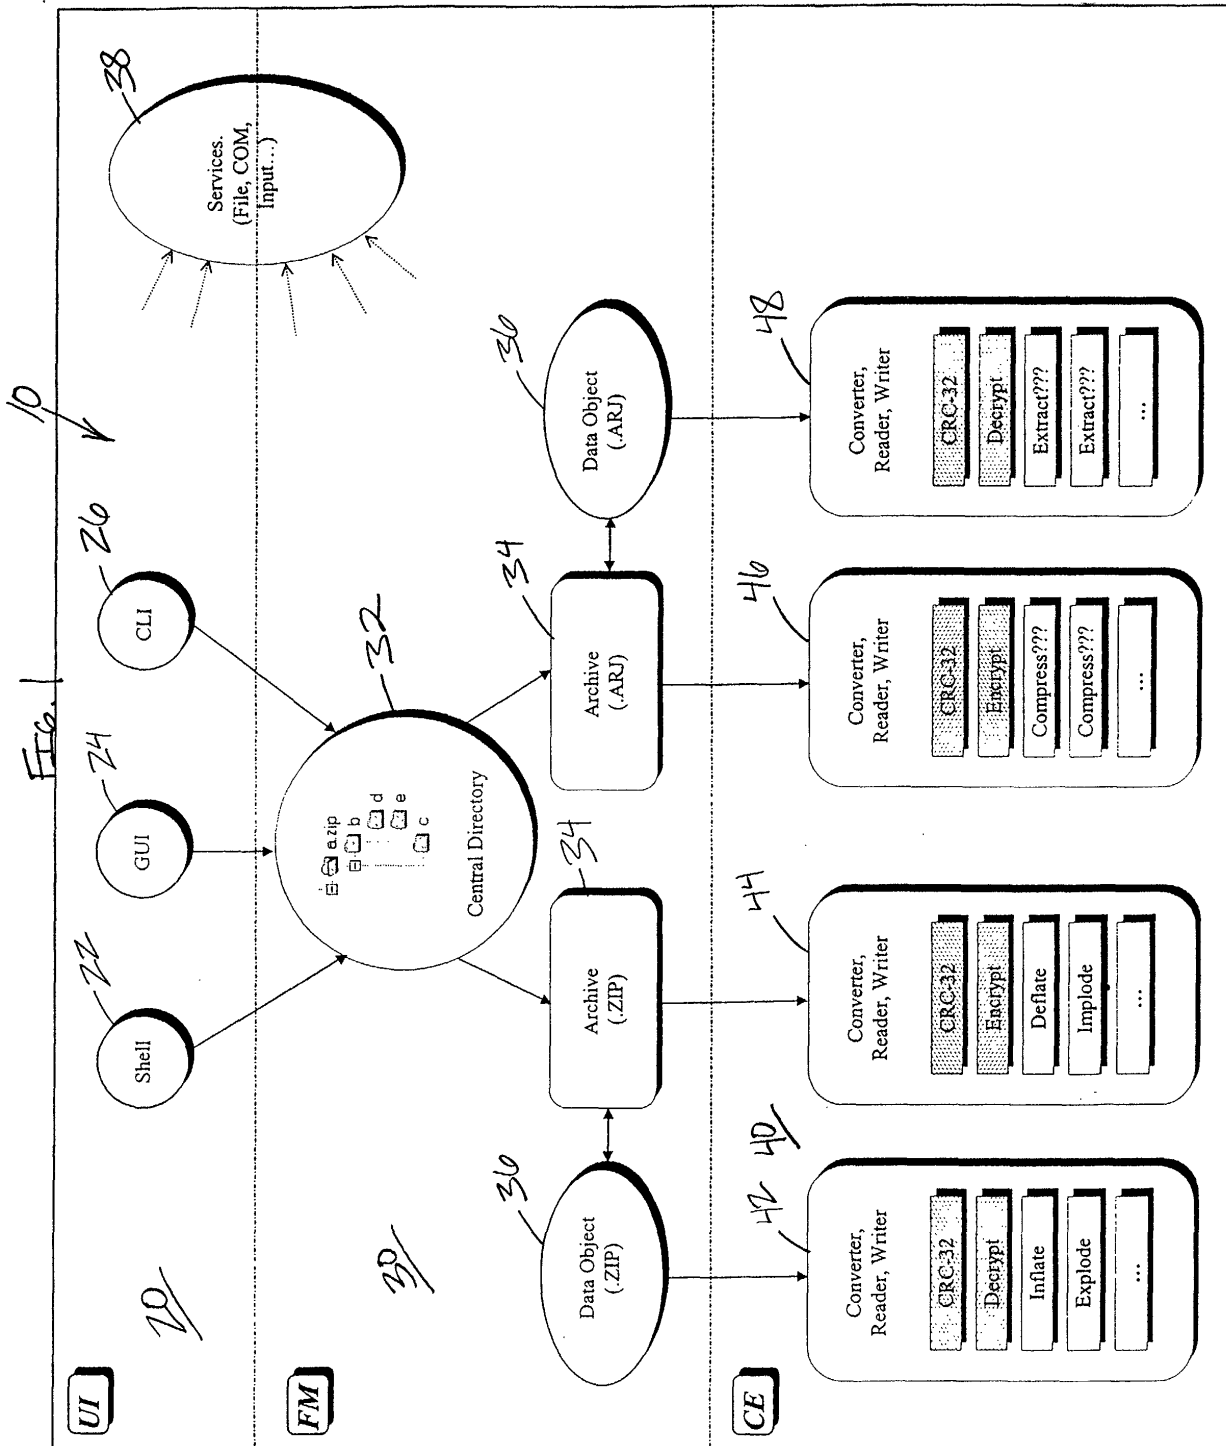 FIG. 1
10
UI
20
22
Shell
24
GUI
26
CLI
38
Services.
(File, COM,
Input...)
FM
30
32
a.zip
b
d
e
c
Central Directory
36
Data Object
(.ZIP)
34
Archive
(.ZIP)
34
Archive
(.ARJ)
36
Data Object
(.ARJ)
CE
40
42
Converter,
Reader, Writer
CRC-32
Decrypt
Inflate
Explode
...
44
Converter,
Reader, Writer
CRC-32
Encrypt
Deflate
Implode
...
46
Converter,
Reader, Writer
CRC-32
Encrypt
Compress???
Compress???
...
48
Converter,
Reader, Writer
CRC-32
Decrypt
Extract???
Extract???
...